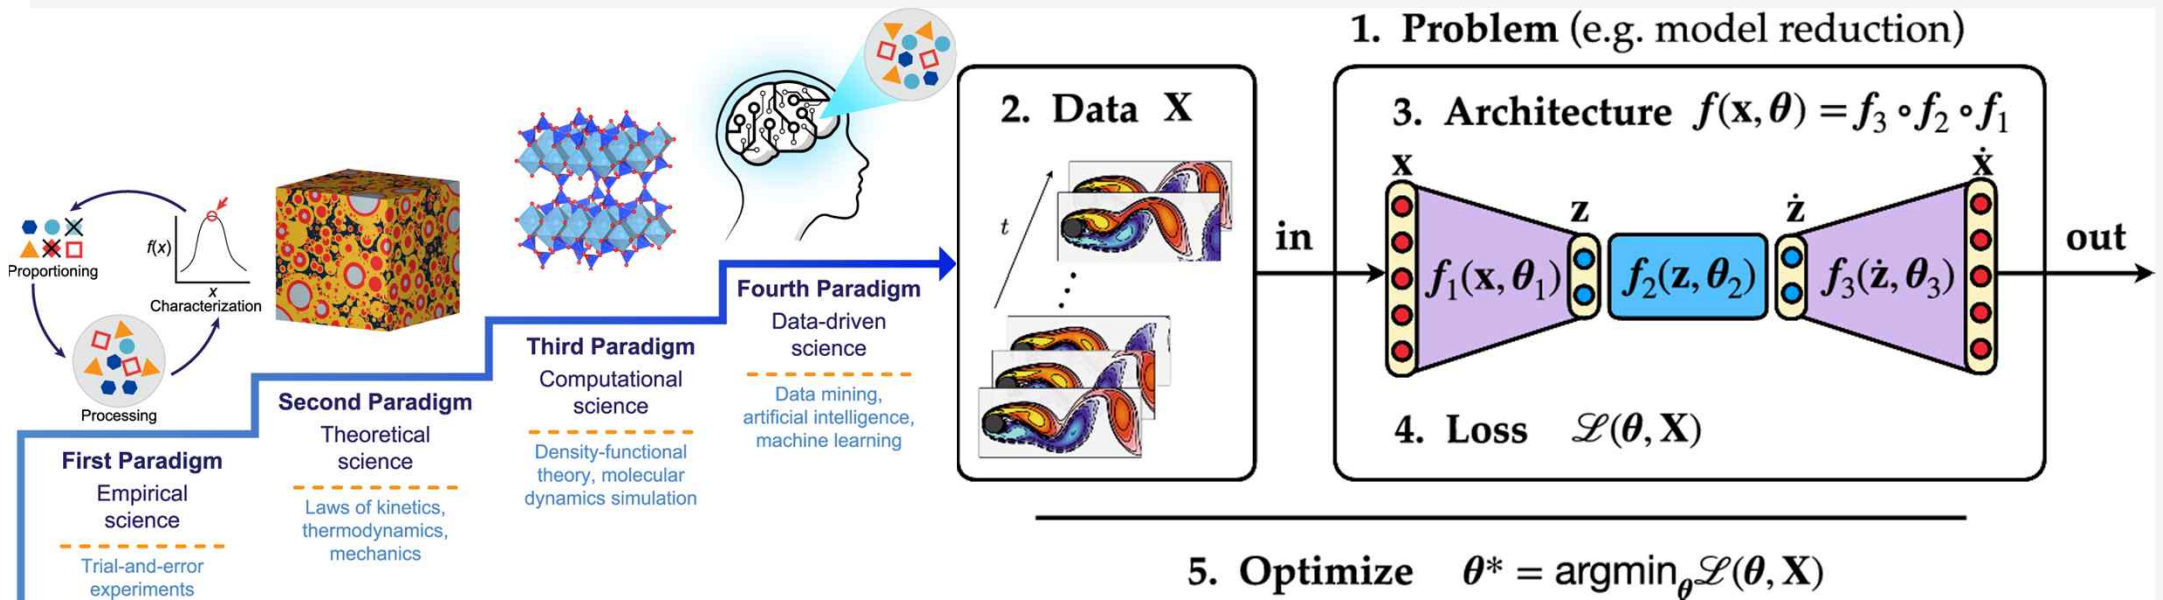 Proportioning
f(x)
x
Characterization
Processing
First Paradigm
Empirical
science
Trial-and-error
experiments
Second Paradigm
Theoretical
science
Laws of kinetics,
thermodynamics,
mechanics
Third Paradigm
Computational
science
Density-functional
theory, molecular
dynamics simulation
Fourth Paradigm
Data-driven
science
Data mining,
artificial intelligence,
machine learning
1. Problem (e.g. model reduction)
2. Data X
t
in
3. Architecture f(x, θ) = f₃ ∘ f₂ ∘ f₁
x
z
ż
ẋ
f₁(x, θ₁)
f₂(z, θ₂)
f₃(ż, θ₃)
out
4. Loss ℒ(θ, X)
5. Optimize θ* = argmin_θ ℒ(θ, X)